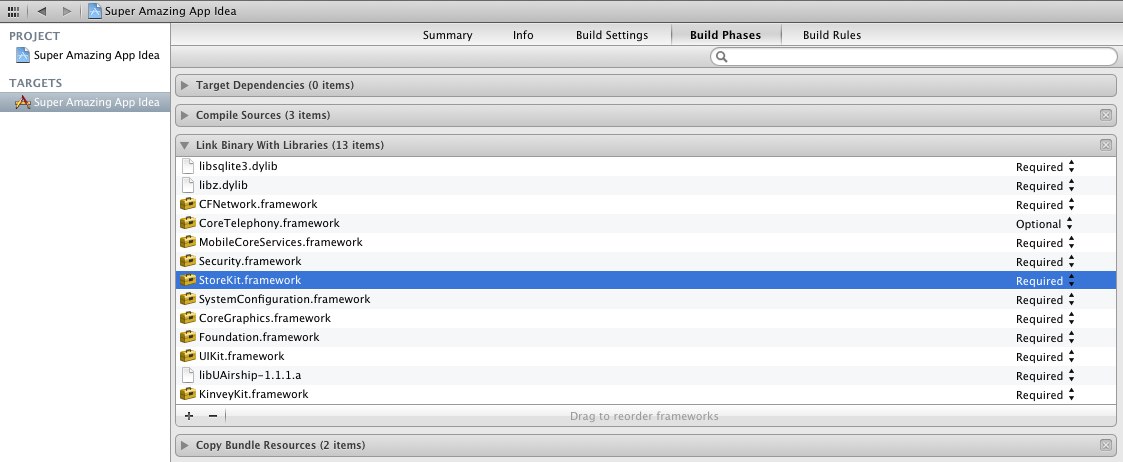 Super Amazing App Idea
PROJECT
Super Amazing App Idea
TARGETS
Super Amazing App Idea
Summary Info Build Settings Build Phases Build Rules
Target Dependencies (0 items)
Compile Sources (3 items)
Link Binary With Libraries (13 items)
libsqlite3.dylib Required
libz.dylib Required
CFNetwork.framework Required
CoreTelephony.framework Optional
MobileCoreServices.framework Required
Security.framework Required
StoreKit.framework Required
SystemConfiguration.framework Required
CoreGraphics.framework Required
Foundation.framework Required
UIKit.framework Required
libUAirship-1.1.1.a Required
KinveyKit.framework Required
+ − Drag to reorder frameworks
Copy Bundle Resources (2 items)